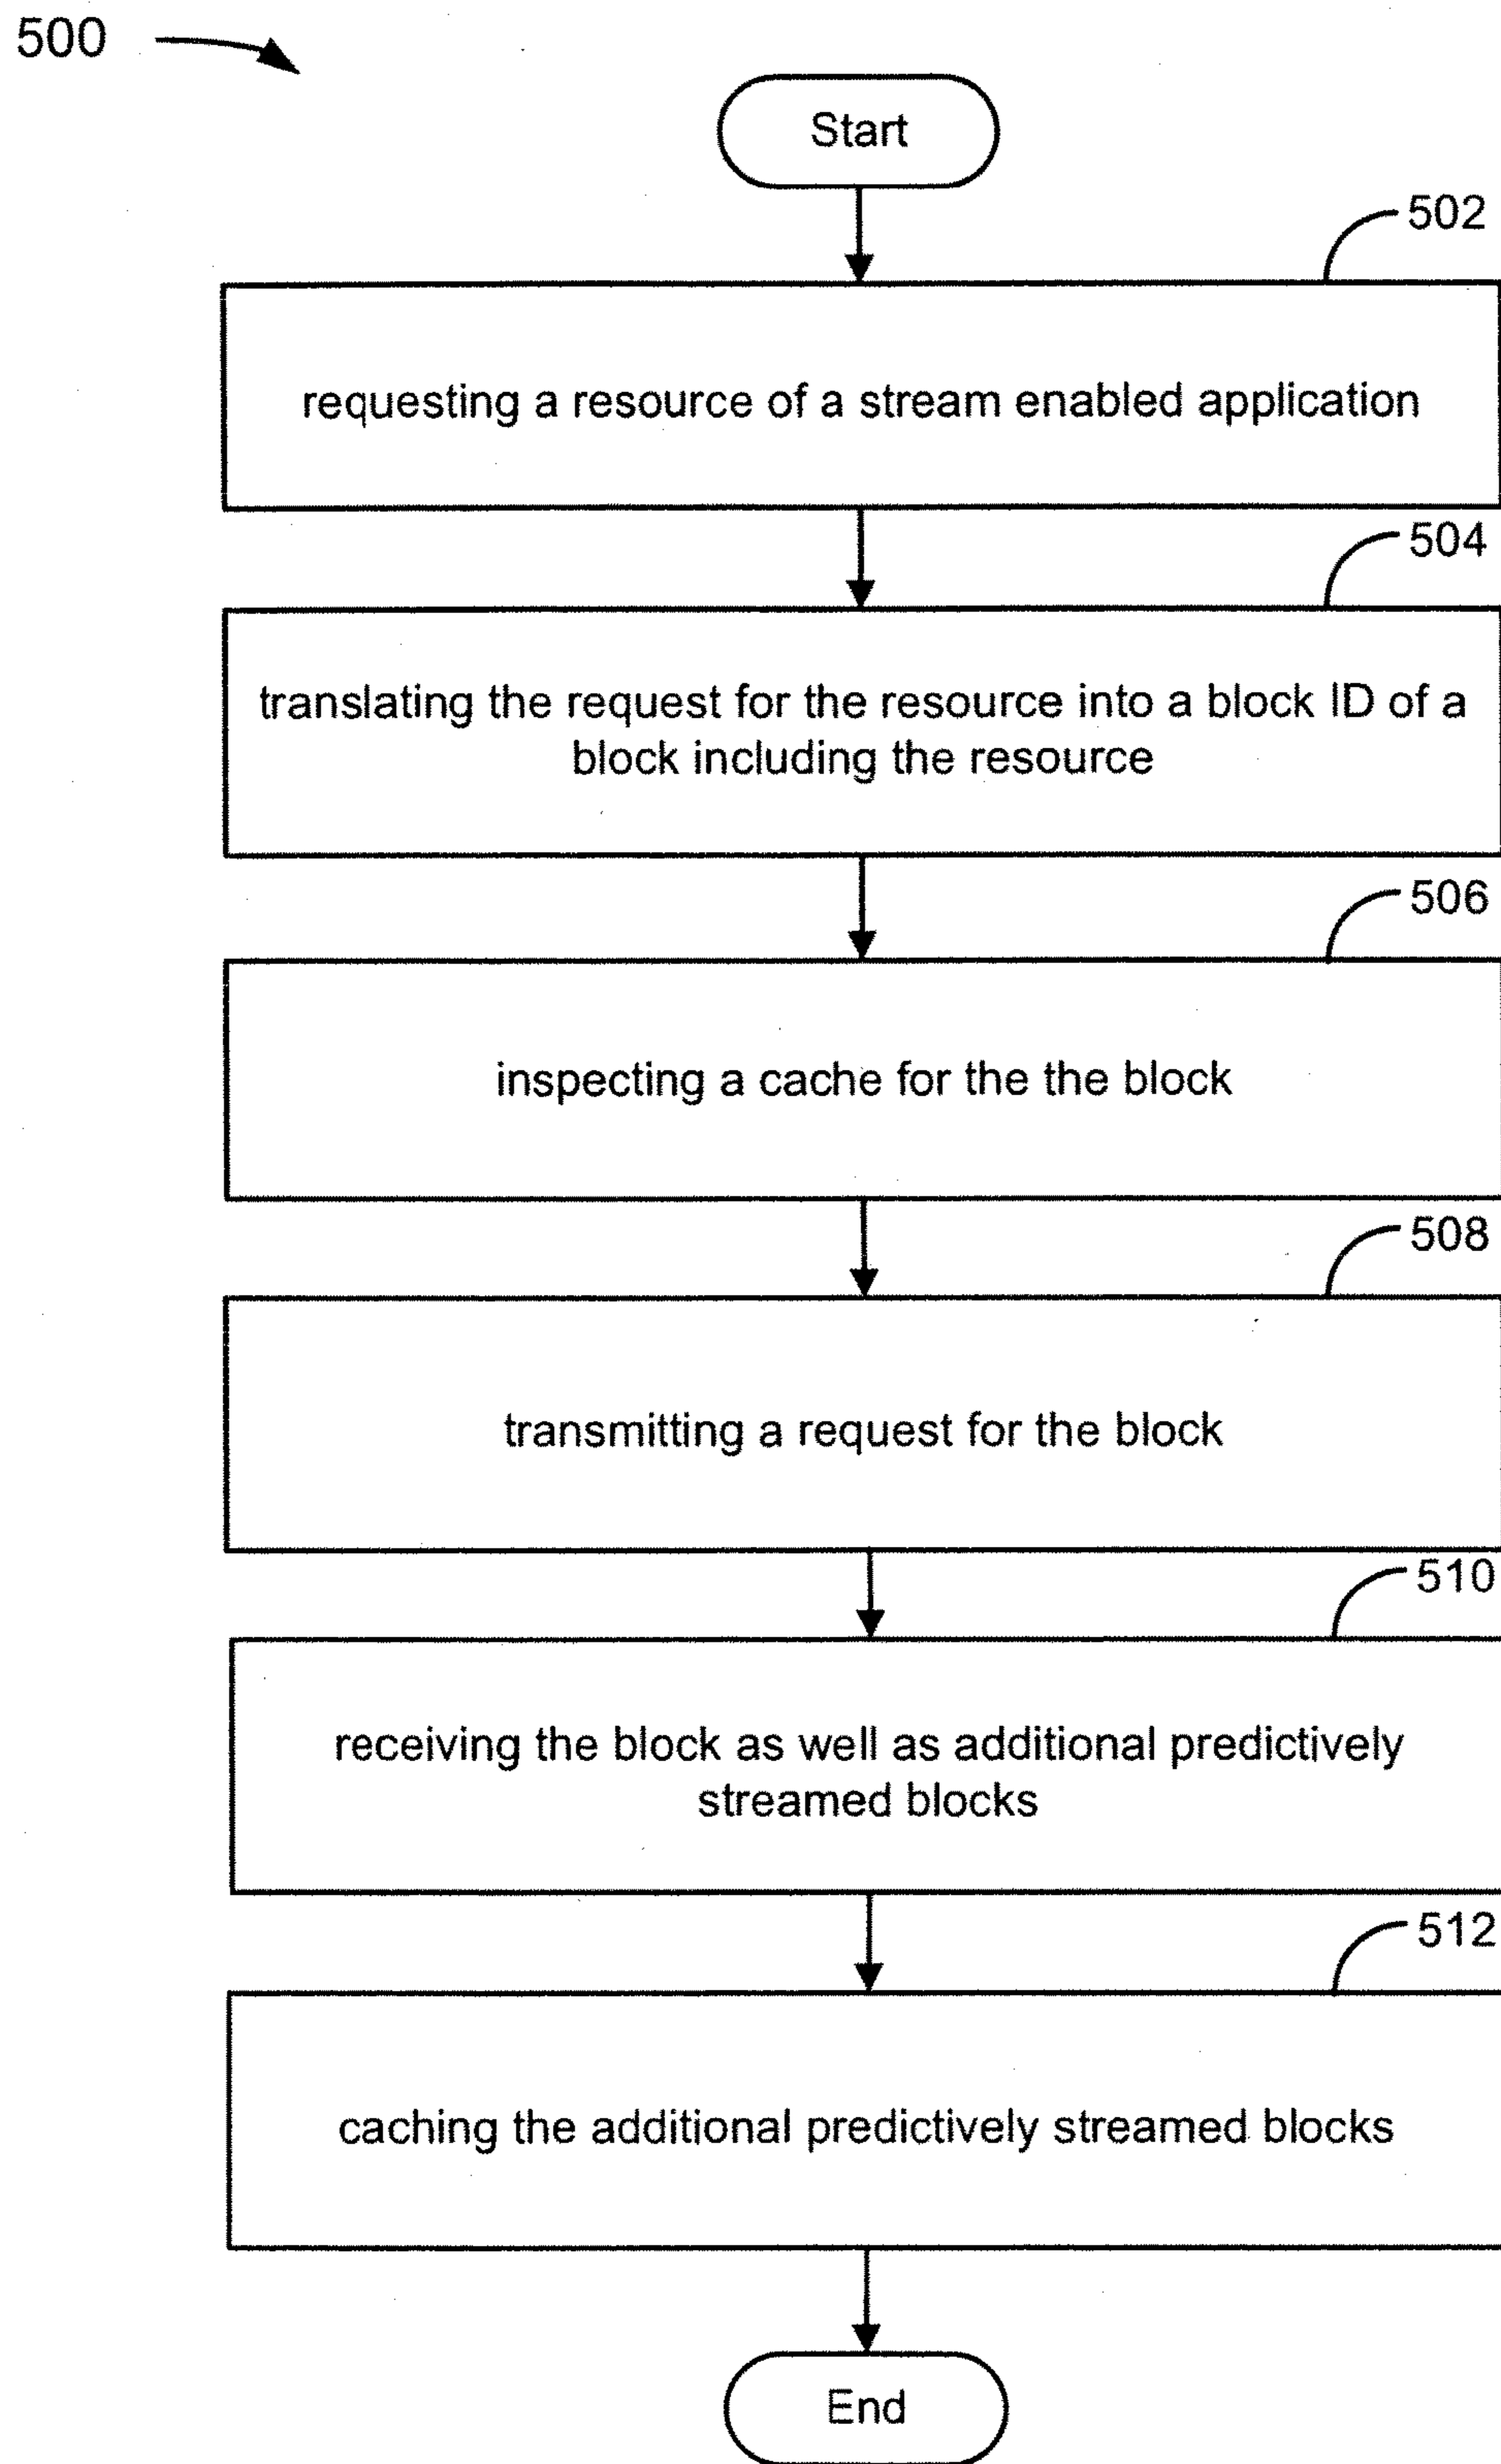 500
Start
502
requesting a resource of a stream enabled application
504
translating the request for the resource into a block ID of a
block including the resource
506
inspecting a cache for the the block
508
transmitting a request for the block
510
receiving the block as well as additional predictively
streamed blocks
512
caching the additional predictively streamed blocks
End